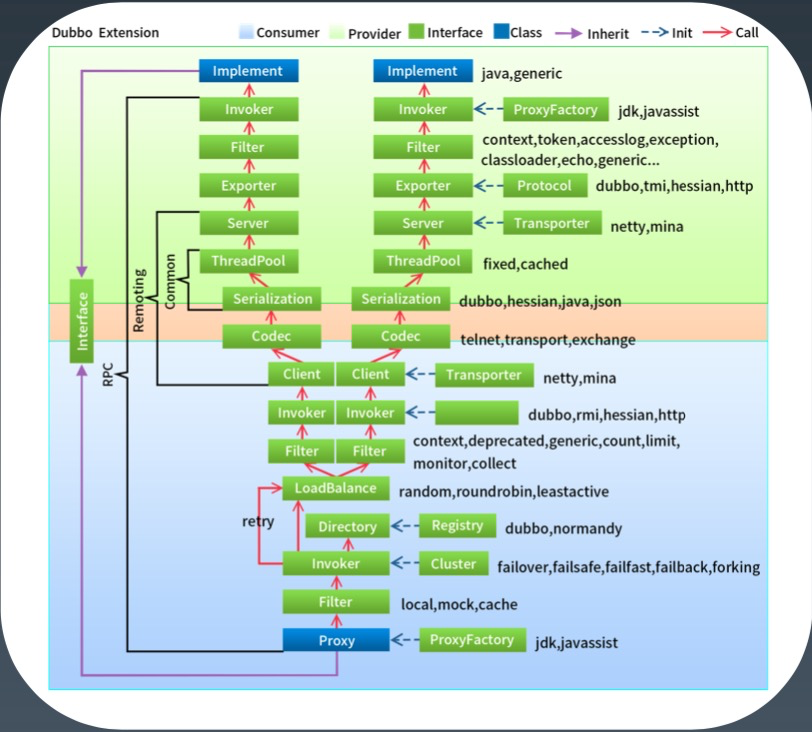 Dubbo Extension Consumer Provider Interface Class Inherit Init Call
Implement Implement java,generic
Invoker Invoker ProxyFactory jdk,javassist
Filter Filter context,token,accesslog,exception,
classloader,echo,generic...
Exporter Exporter Protocol dubbo,tmi,hessian,http
Server Server Transporter netty,mina
ThreadPool ThreadPool fixed,cached
Serialization Serialization dubbo,hessian,java,json
Codec Codec telnet,transport,exchange
Interface
RPC
Remoting
Common
Client Client Transporter netty,mina
Invoker Invoker dubbo,rmi,hessian,http
Filter Filter context,deprecated,generic,count,limit,
monitor,collect
LoadBalance random,roundrobin,leastactive
retry
Directory Registry dubbo,normandy
Invoker Cluster failover,failsafe,failfast,failback,forking
Filter local,mock,cache
Proxy ProxyFactory jdk,javassist